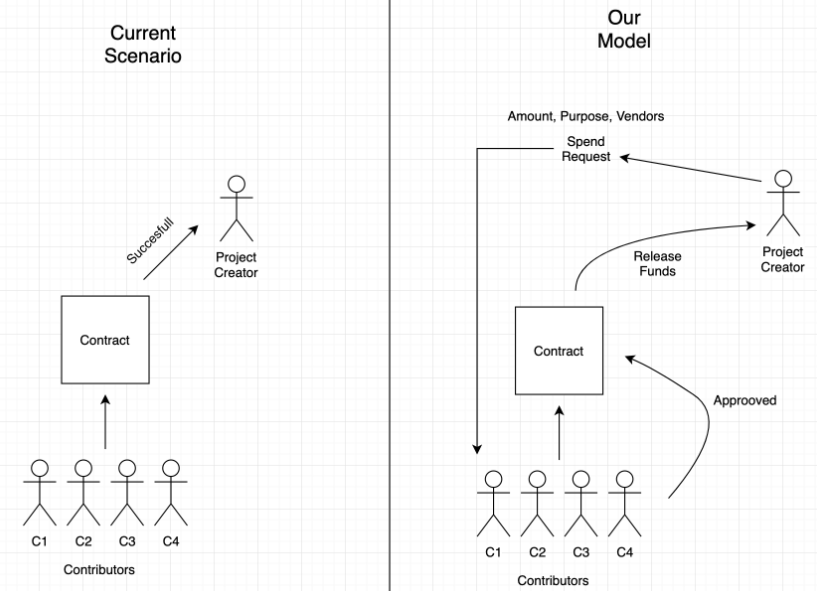 Current
Scenario
Succesfull
Project
Creator
Contract
C1 C2 C3 C4
Contributors
Our
Model
Amount, Purpose, Vendors
Spend
Request
Project
Creator
Release
Funds
Contract
Approoved
C1 C2 C3 C4
Contributors